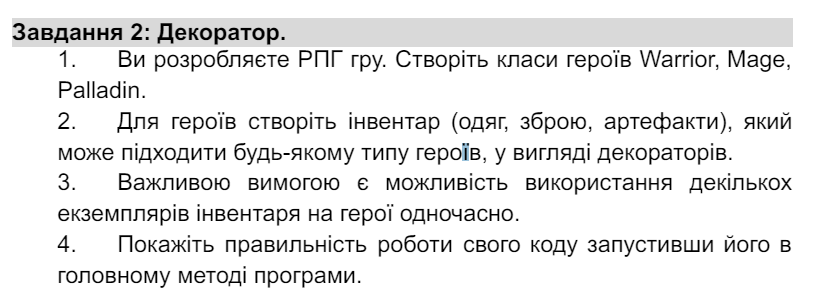 Завдання 2: Декоратор.
1. Ви розробляєте РПГ гру. Створіть класи героїв Warrior, Mage,
Palladin.
2. Для героїв створіть інвентар (одяг, зброю, артефакти), який
може підходити будь-якому типу героїв, у вигляді декораторів.
3. Важливою вимогою є можливість використання декількох
екземплярів інвентаря на герої одночасно.
4. Покажіть правильність роботи свого коду запустивши його в
головному методі програми.